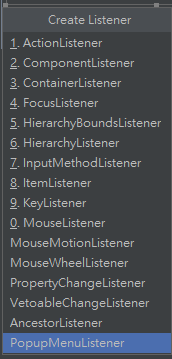 Create Listener
1. ActionListener
2. ComponentListener
3. ContainerListener
4. FocusListener
5. HierarchyBoundsListener
6. HierarchyListener
7. InputMethodListener
8. ItemListener
9. KeyListener
0. MouseListener
MouseMotionListener
MouseWheelListener
PropertyChangeListener
VetoableChangeListener
AncestorListener
PopupMenuListener